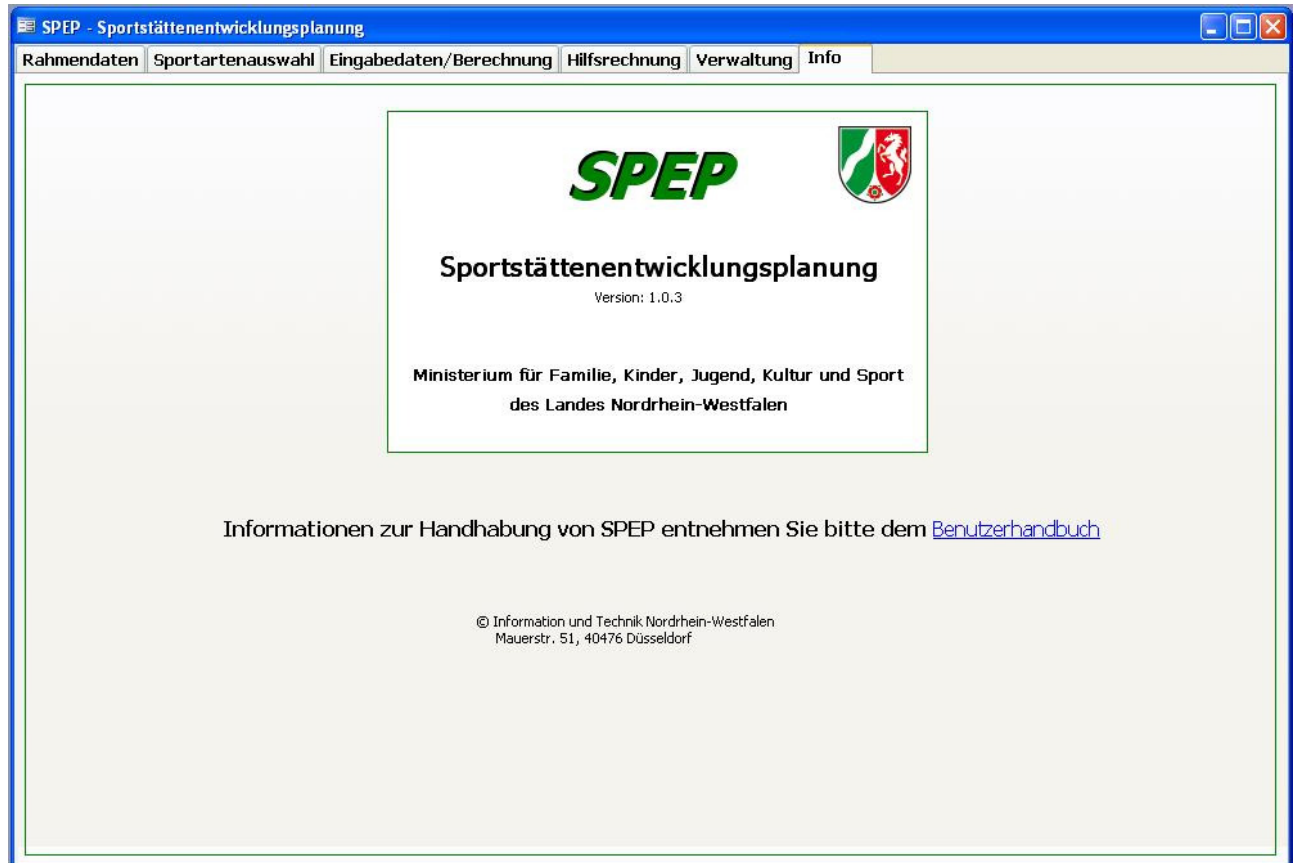 SPEP - Sportstättenentwicklungsplanung
Rahmendaten Sportartenauswahl Eingabedaten/Berechnung Hilfsrechnung Verwaltung Info
SPEP
Sportstättenentwicklungsplanung
Version: 1.0.3
Ministerium für Familie, Kinder, Jugend, Kultur und Sport
des Landes Nordrhein-Westfalen
Informationen zur Handhabung von SPEP entnehmen Sie bitte dem Benutzerhandbuch
© Information und Technik Nordrhein-Westfalen
Mauerstr. 51, 40476 Düsseldorf